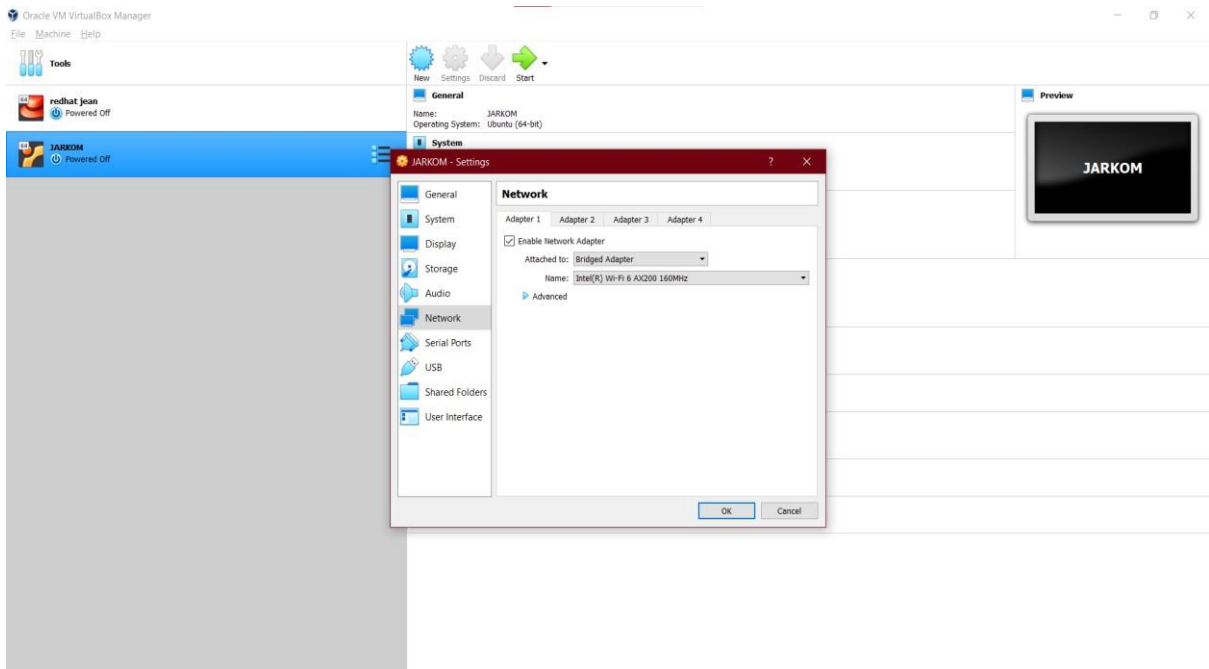 Oracle VM VirtualBox Manager
File Machine Help
Tools
New Settings Discard Start
64
redhat jean
Powered Off
64
JARKOM
Powered Off
General
Name: JARKOM
Operating System: Ubuntu (64-bit)
System
Preview
JARKOM
JARKOM - Settings
General
System
Display
Storage
Audio
Network
Serial Ports
USB
Shared Folders
User Interface
Network
Adapter 1 Adapter 2 Adapter 3 Adapter 4
Enable Network Adapter
Attached to: Bridged Adapter
Name: Intel(R) Wi-Fi 6 AX200 160MHz
Advanced
OK Cancel